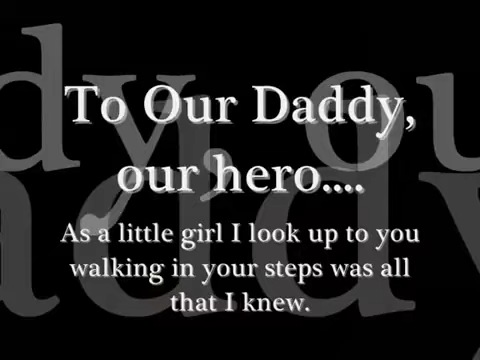 To Our Daddy,
our hero....
As a little girl I look up to you
walking in your steps was all
that I knew.